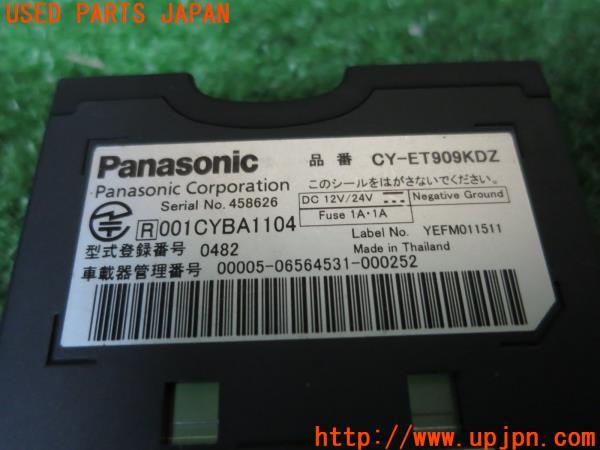 USED PARTS JAPAN
Panasonic 品番 CY-ET909KDZ
Panasonic Corporation このシールをはがさないでください。
Serial No. 458626 DC 12V/24V Negative Ground
R 001CYBA1104 Fuse 1A・1A
Label No. YEFM011511
型式登録番号 0482 Made in Thailand
車載器管理番号 00005-06564531-000252
http://www.upjpn.com